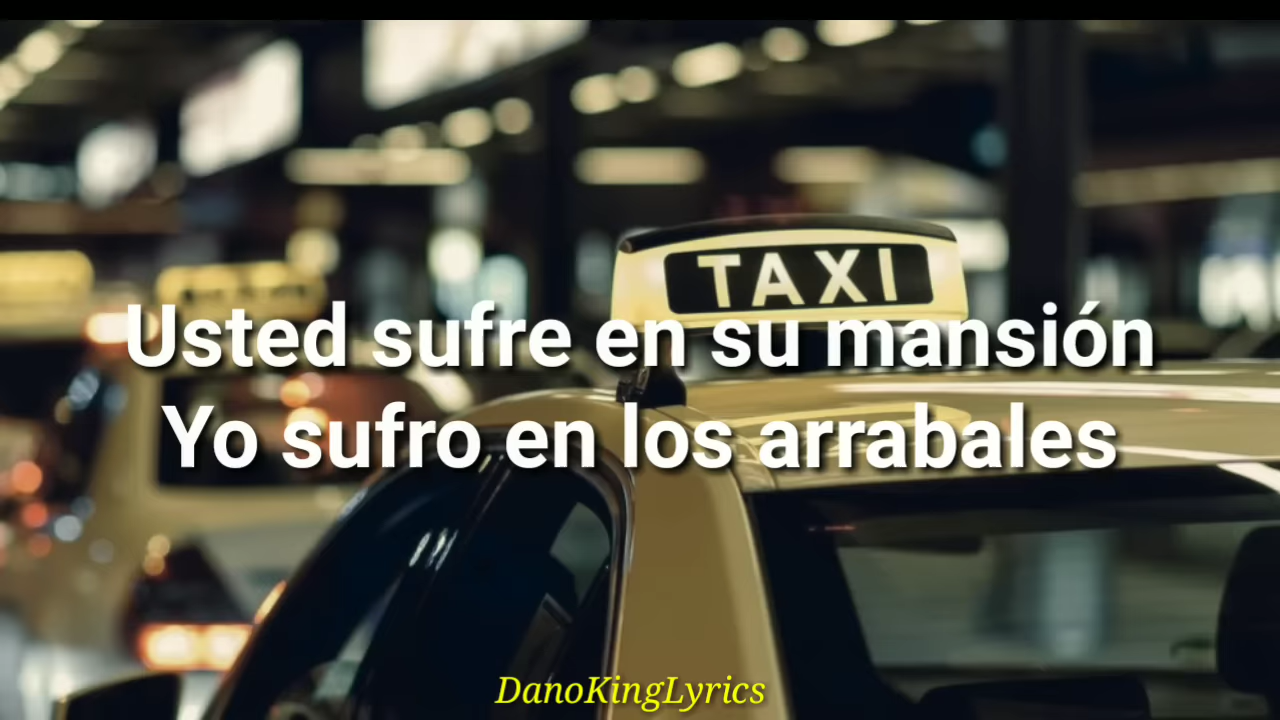 TAXI
Usted sufre en su mansión
Yo sufro en los arrabales
DanoKingLyrics